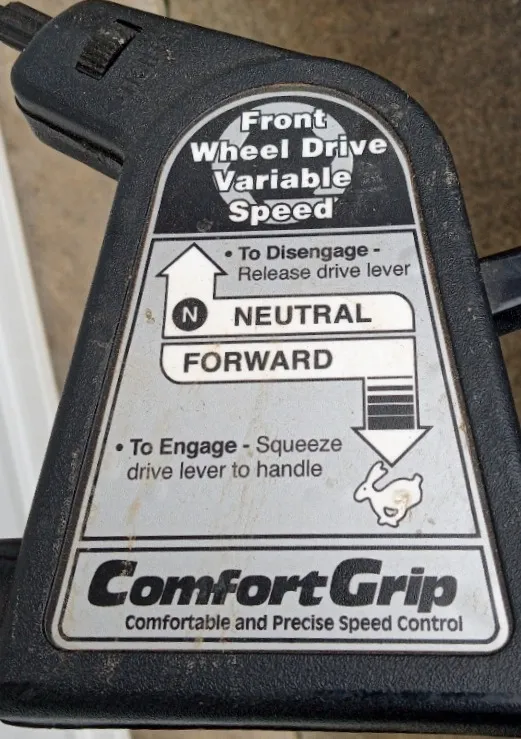 Front
Wheel Drive
Variable
Speed
• To Disengage -
Release drive lever
N NEUTRAL
FORWARD
• To Engage - Squeeze
drive lever to handle
ComfortGrip
Comfortable and Precise Speed Control